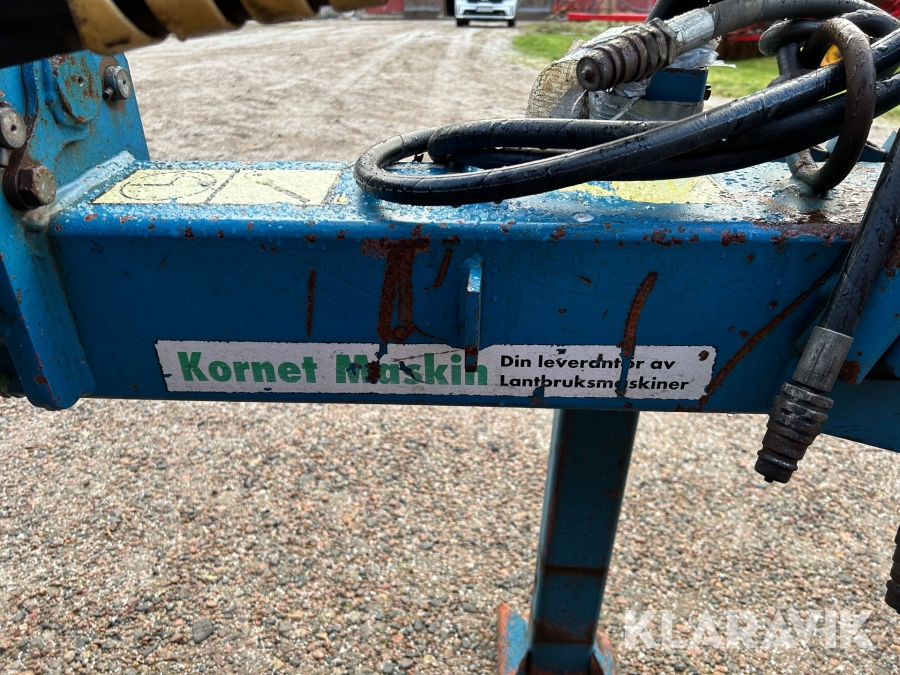 Kornet Maskin
Din leverantör av
Lantbruksmaskiner
KLARAVIK